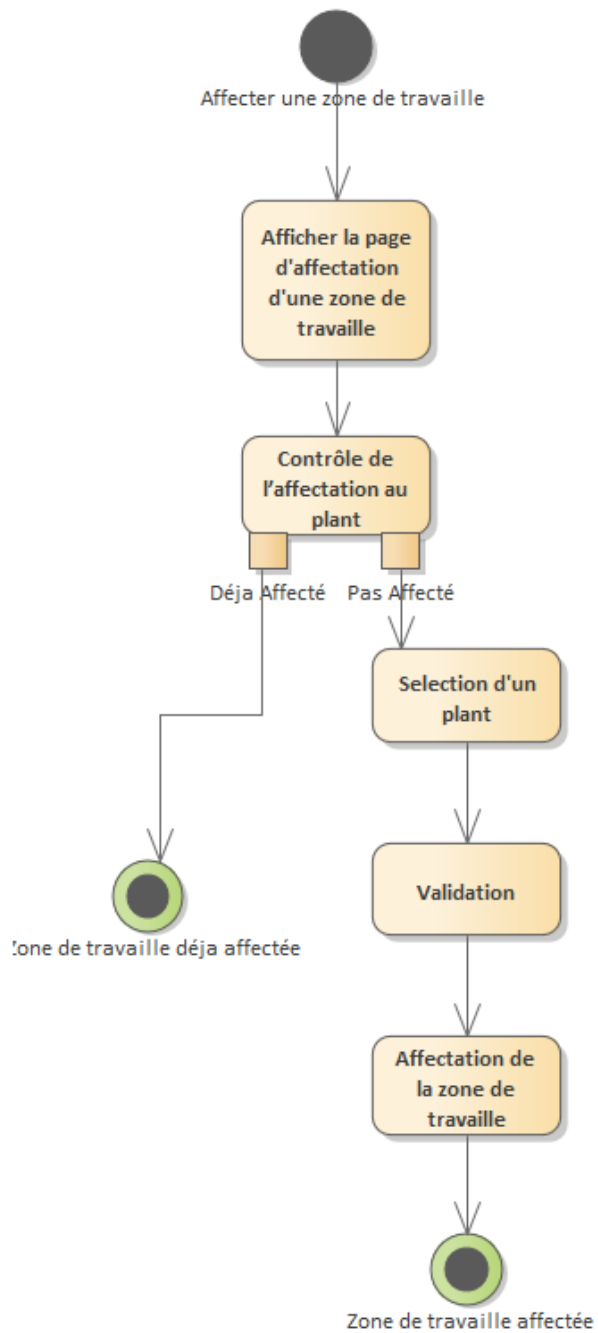 Affecter une zone de travaille
Afficher la page
d'affectation
d'une zone de
travaille
Contrôle de
l’affectation au
plant
Déja Affecté
Pas Affecté
Selection d'un
plant
Validation
one de travaille déja affectée
Affectation de
la zone de
travaille
Zone de travaille affectée